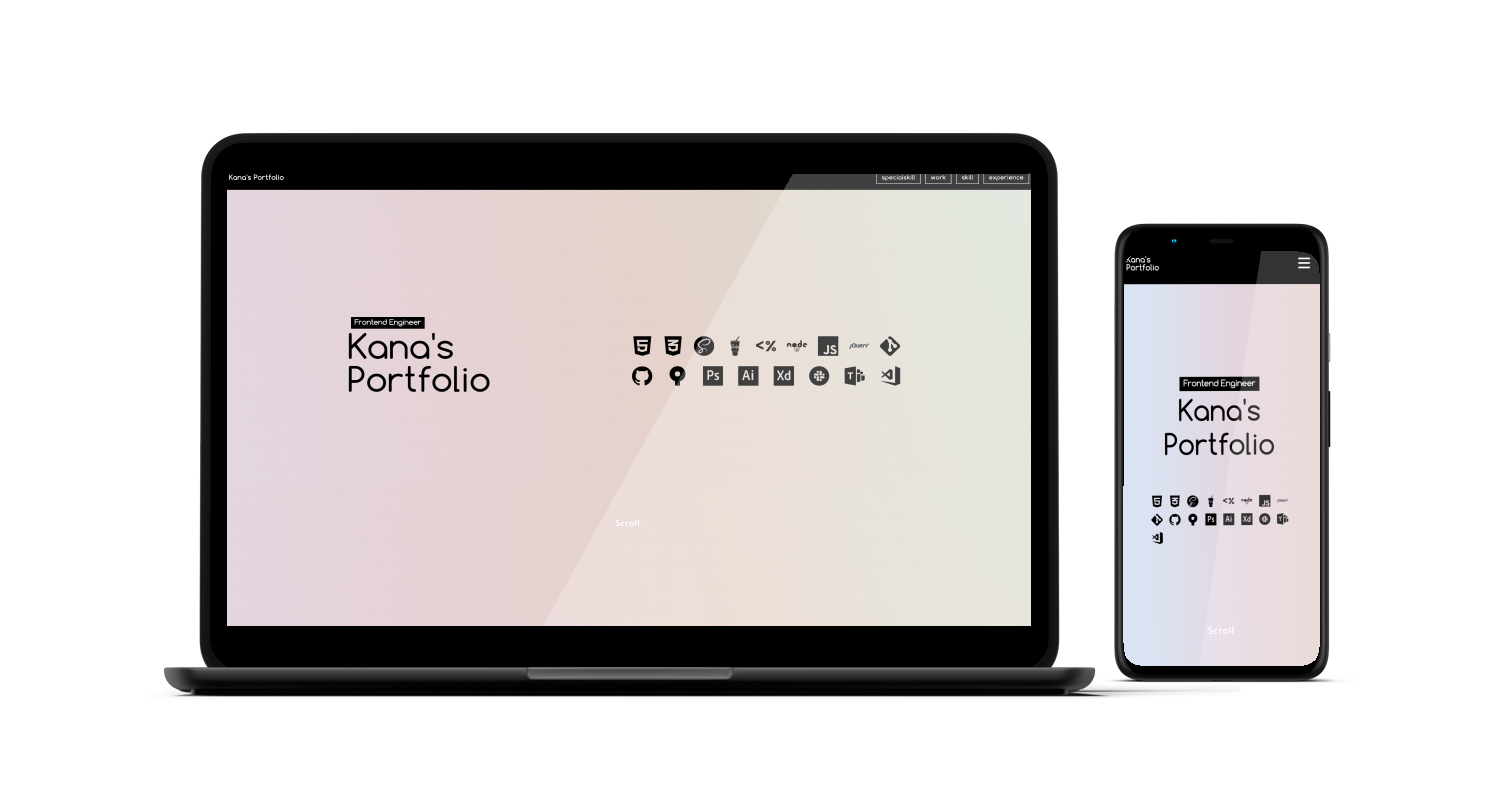 Kana's Portfolio
specialskill work skill experience
Frontend Engineer
Kana's
Portfolio
<% node JS jQuery
Ps Ai Xd T
Scroll
Kana's
Portfolio
Frontend Engineer
Kana's
Portfolio
<% node JS jQuery
Ps Ai Xd T
Scroll